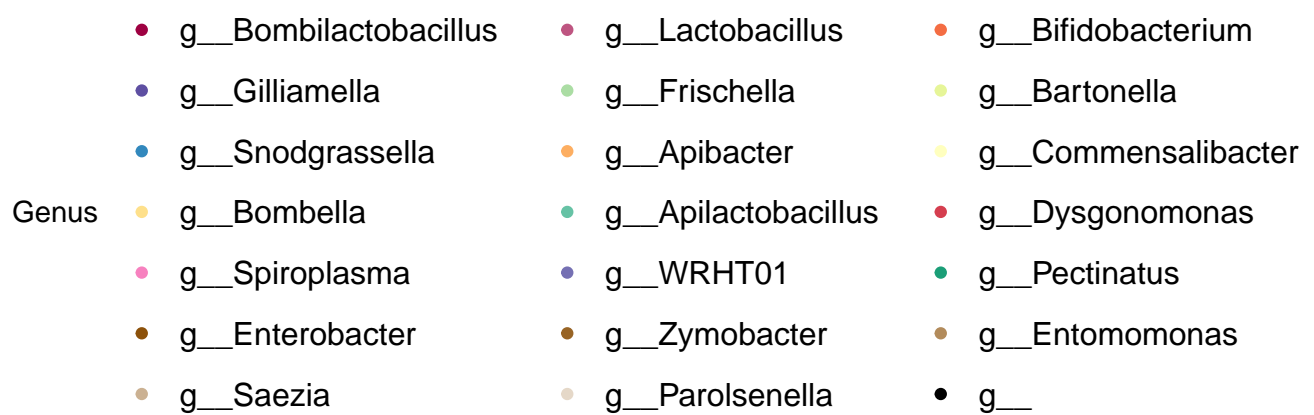 g__Bombilactobacillus g__Lactobacillus g__Bifidobacterium
g__Gilliamella g__Frischella g__Bartonella
g__Snodgrassella g__Apibacter g__Commensalibacter
Genus g__Bombella g__Apilactobacillus g__Dysgonomonas
g__Spiroplasma g__WRHT01 g__Pectinatus
g__Enterobacter g__Zymobacter g__Entomomonas
g__Saezia g__Parolsenella g__